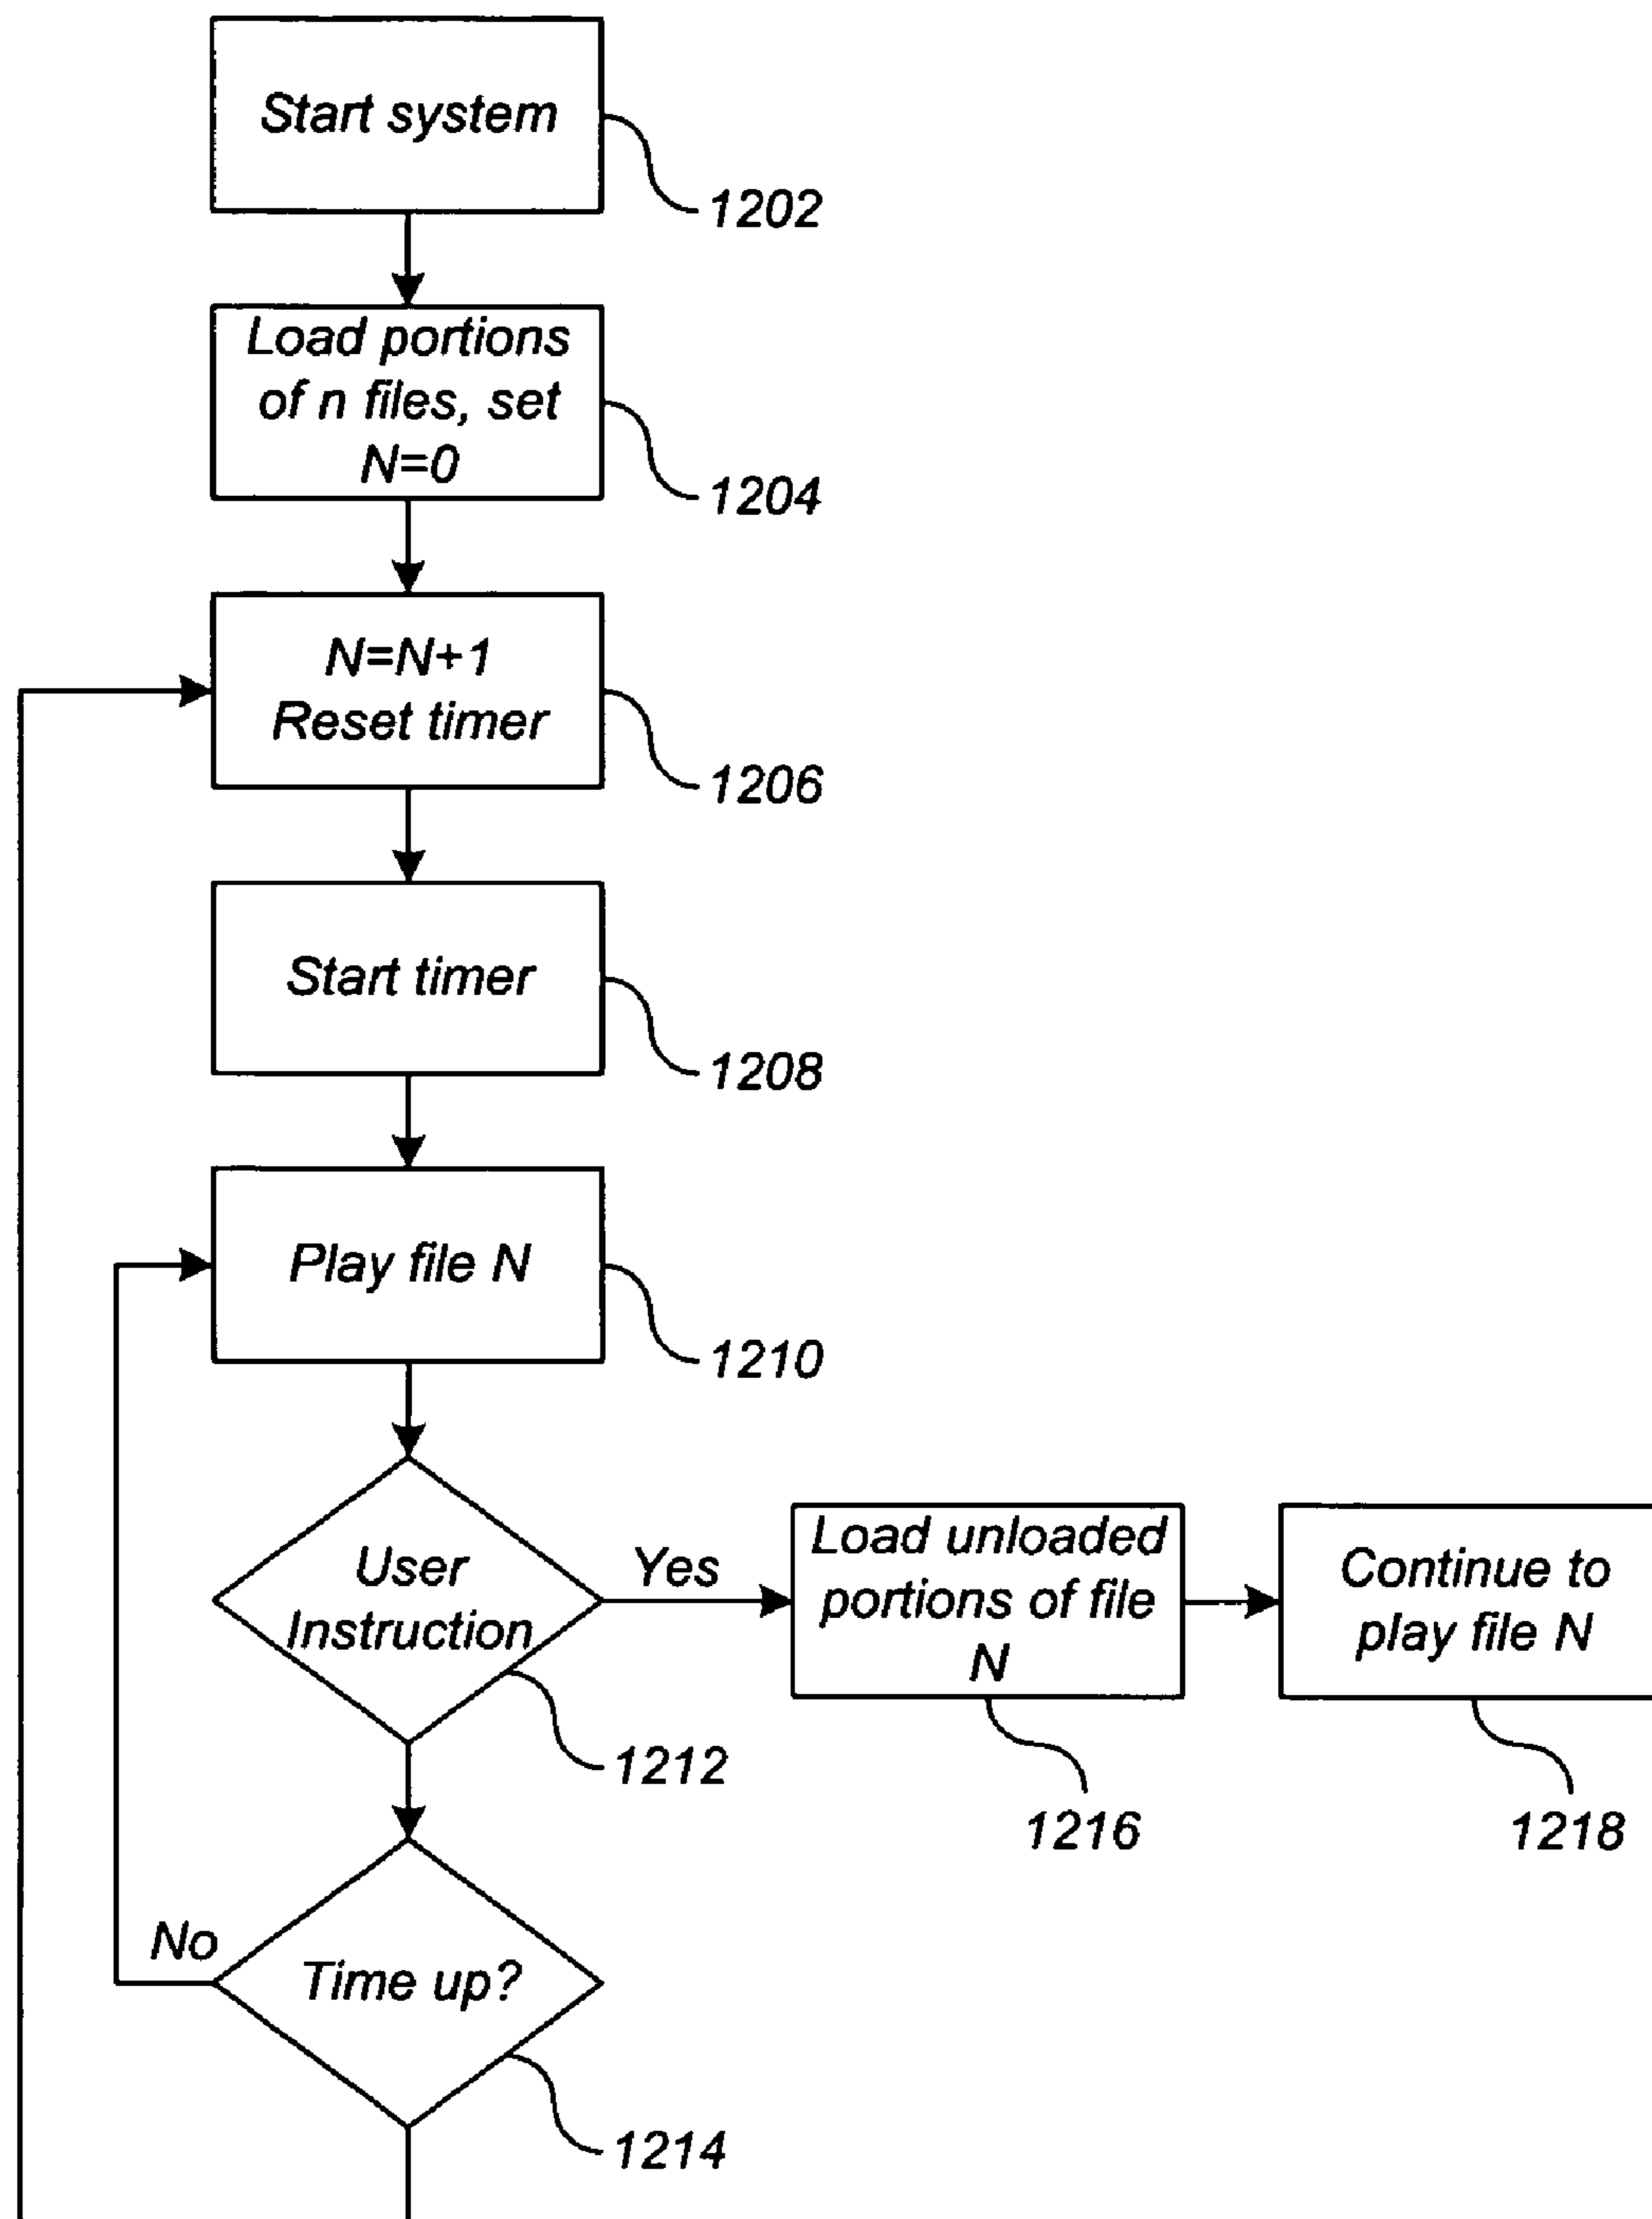 Start system
1202
Load portions
of n files, set
N=0
1204
N=N+1
Reset timer
1206
Start timer
1208
Play file N
1210
User
Instruction
1212
Yes
Load unloaded
portions of file
N
1216
Continue to
play file N
1218
No
Time up?
1214